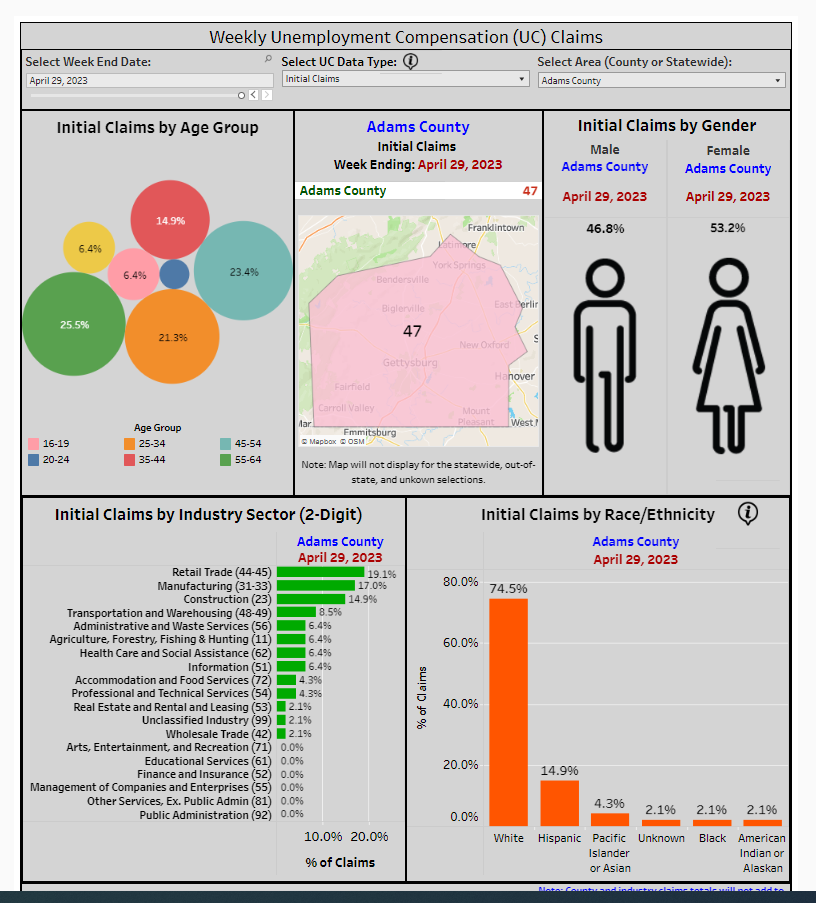 Weekly Unemployment Compensation (UC) Claims
Select Week End Date:
April 29, 2023
Select UC Data Type:
Initial Claims
Select Area (County or Statewide):
Adams County
Initial Claims by Age Group
14.9%
6.4%
6.4%
23.4%
25.5%
21.3%
Age Group
16-19
25-34
45-54
20-24
35-44
55-64
Adams County
Initial Claims
Week Ending: April 29, 2023
Adams County 47
Franklintown
Latimore
York Springs
Bendersville
Biglerville
East Berlin
47
New Oxford
Gettysburg
Hanover
Fairfield
Carroll Valley
Mount
Pleasant
Emmitsburg
© Mapbox © OSM
Note: Map will not display for the statewide, out-of-
state, and unkown selections.
Initial Claims by Gender
Male
Adams County
April 29, 2023
46.8%
Female
Adams County
April 29, 2023
53.2%
Initial Claims by Industry Sector (2-Digit)
Adams County
April 29, 2023
Retail Trade (44-45) 19.1%
Manufacturing (31-33) 17.0%
Construction (23) 14.9%
Transportation and Warehousing (48-49) 8.5%
Administrative and Waste Services (56) 6.4%
Agriculture, Forestry, Fishing & Hunting (11) 6.4%
Health Care and Social Assistance (62) 6.4%
Information (51) 6.4%
Accommodation and Food Services (72) 4.3%
Professional and Technical Services (54) 4.3%
Real Estate and Rental and Leasing (53) 2.1%
Unclassified Industry (99) 2.1%
Wholesale Trade (42) 2.1%
Arts, Entertainment, and Recreation (71) 0.0%
Educational Services (61) 0.0%
Finance and Insurance (52) 0.0%
Management of Companies and Enterprises (55) 0.0%
Other Services, Ex. Public Admin (81) 0.0%
Public Administration (92) 0.0%
10.0% 20.0%
% of Claims
Initial Claims by Race/Ethnicity
Adams County
April 29, 2023
80.0%
60.0%
40.0%
20.0%
0.0%
% of Claims
74.5%
14.9%
4.3%
2.1%
2.1%
2.1%
White
Hispanic
Pacific
Islander
or Asian
Unknown
Black
American
Indian or
Alaskan
Note: County and industry claims totals will not add to